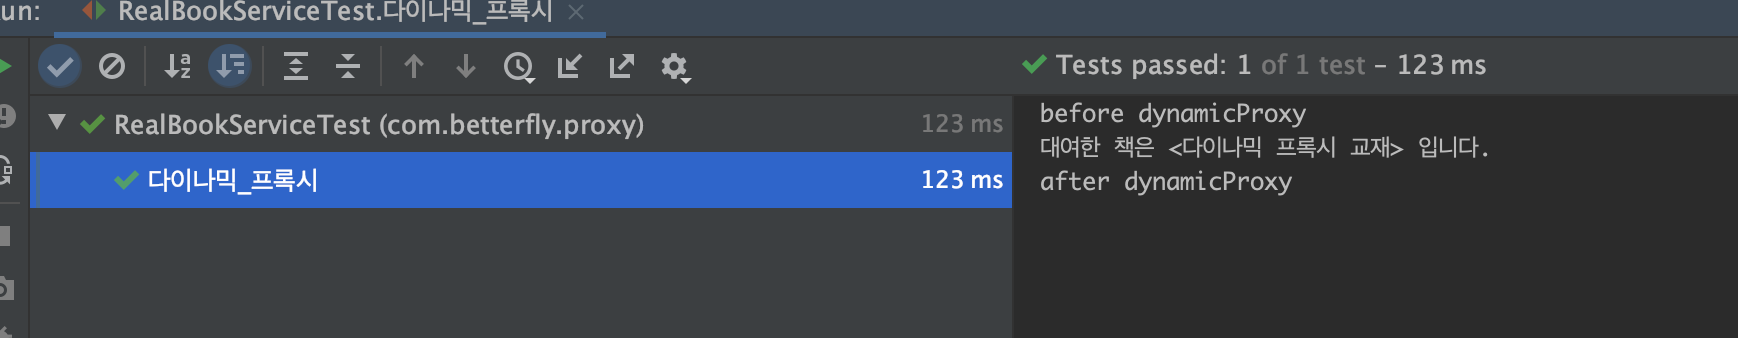 un: RealBookServiceTest.다이나믹_프록시
Tests passed: 1 of 1 test – 123 ms
RealBookServiceTest (com.betterfly.proxy) 123 ms
다이나믹_프록시 123 ms
before dynamicProxy
대여한 책은 <다이나믹 프록시 교재> 입니다.
after dynamicProxy